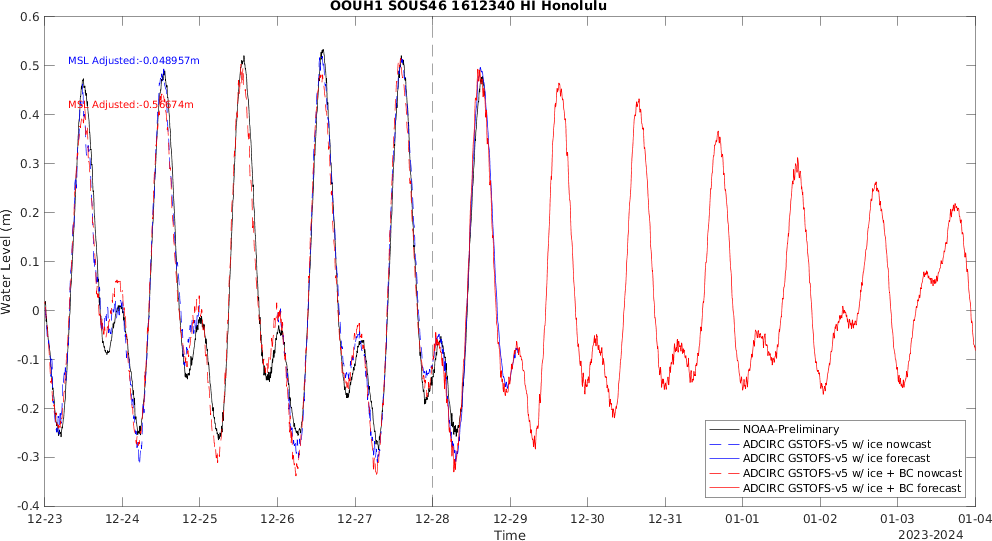 OOUH1 SOUS46 1612340 HI Honolulu
0.6
0.5
0.4
0.3
0.2
0.1
0
-0.1
-0.2
-0.3
-0.4
Water Level (m)
MSL Adjusted:-0.048957m
MSL Adjusted:-0.56674m
NOAA-Preliminary
ADCIRC GSTOFS-v5 w/ ice nowcast
ADCIRC GSTOFS-v5 w/ ice forecast
ADCIRC GSTOFS-v5 w/ ice + BC nowcast
ADCIRC GSTOFS-v5 w/ ice + BC forecast
12-23 12-24 12-25 12-26 12-27 12-28 12-29 12-30 12-31 01-01 01-02 01-03 01-04
Time
2023-2024